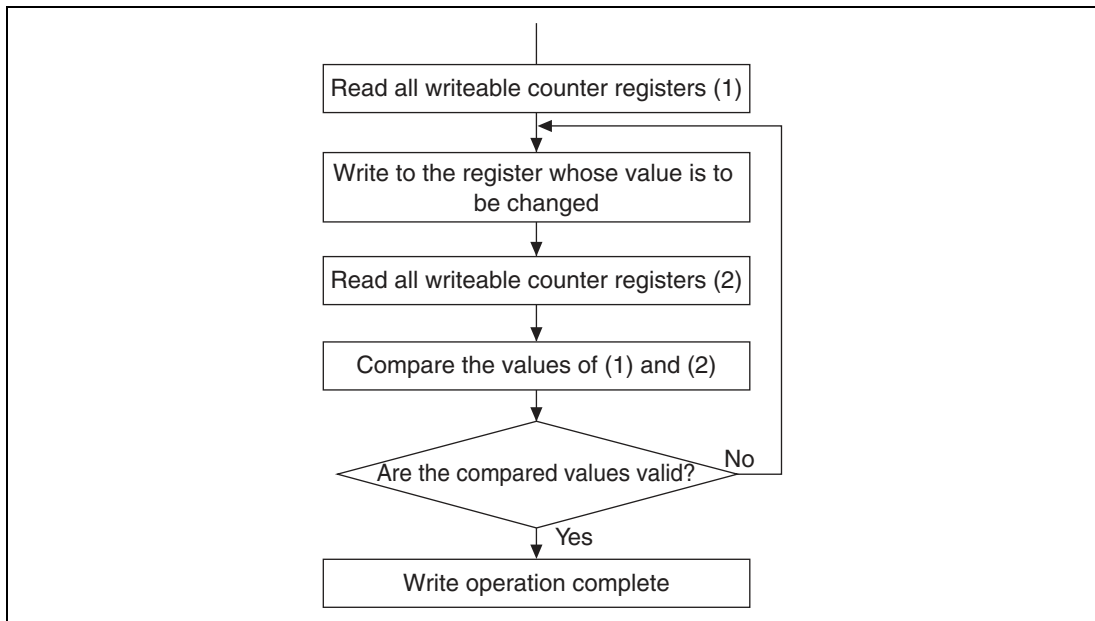 Read all writeable counter registers (1)
Write to the register whose value is to
be changed
Read all writeable counter registers (2)
Compare the values of (1) and (2)
Are the compared values valid?
No
Yes
Write operation complete